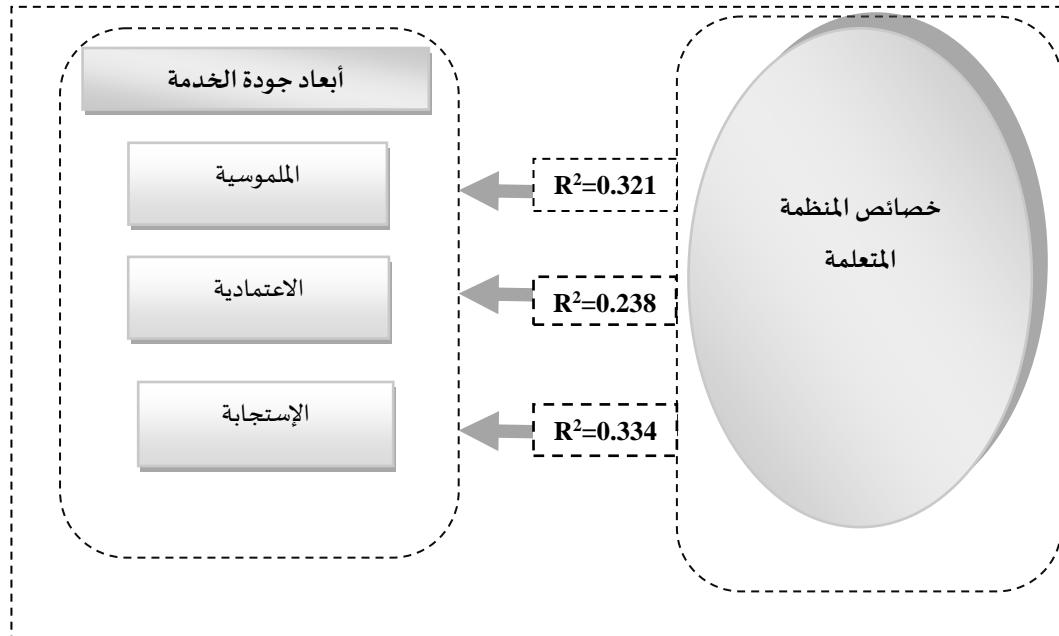 أبعاد جودة الخدمة
الملموسية
الاعتمادية
الإستجابة
R²=0.321
R²=0.238
R²=0.334
خصائص المنظمة
المتعلمة